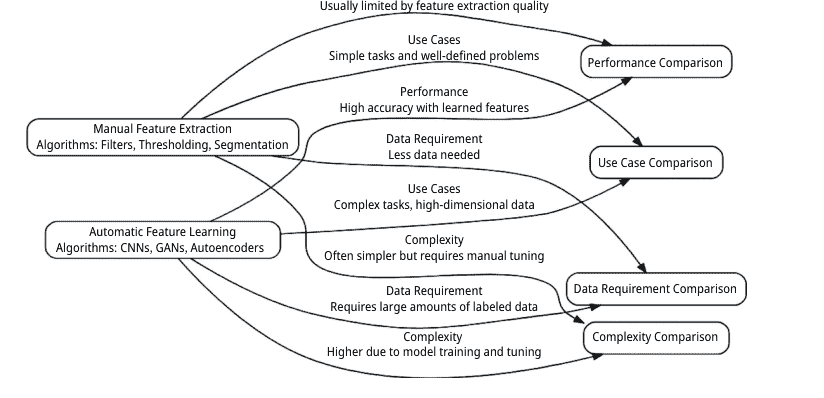 Usually limited by feature extraction quality
Use Cases
Simple tasks and well-defined problems
Performance Comparison
Performance
High accuracy with learned features
Manual Feature Extraction
Algorithms: Filters, Thresholding, Segmentation
Data Requirement
Less data needed
Use Case Comparison
Use Cases
Complex tasks, high-dimensional data
Automatic Feature Learning
Algorithms: CNNs, GANs, Autoencoders
Complexity
Often simpler but requires manual tuning
Data Requirement
Requires large amounts of labeled data
Data Requirement Comparison
Complexity
Higher due to model training and tuning
Complexity Comparison